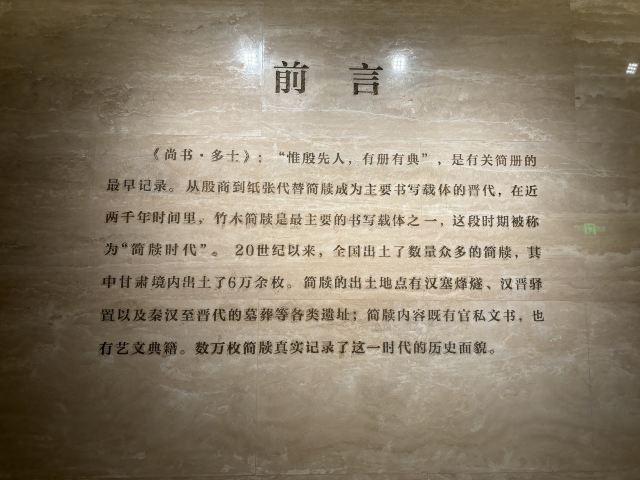 前 言
《尚书·多士》：“惟殷先人，有册有典”，是有关简册的
最早记录。从殷商到纸张代替简牍成为主要书写载体的晋代，在近
两千年时间里，竹木简牍是最主要的书写载体之一，这段时期被称
为“简牍时代”。 20世纪以来，全国出土了数量众多的简牍，其
中甘肃境内出土了6万余枚。简牍的出土地点有汉塞烽燧、汉晋驿
置以及秦汉至晋代的墓葬等各类遗址；简牍内容既有官私文书，也
有艺文典籍。数万枚简牍真实记录了这一时代的历史面貌。